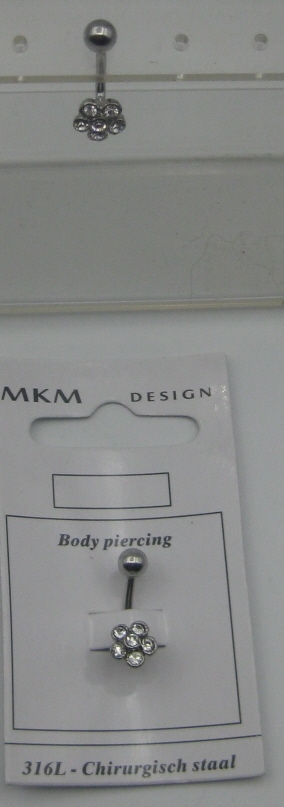 MKM DESIGN
Body piercing
316L - Chirurgisch staal